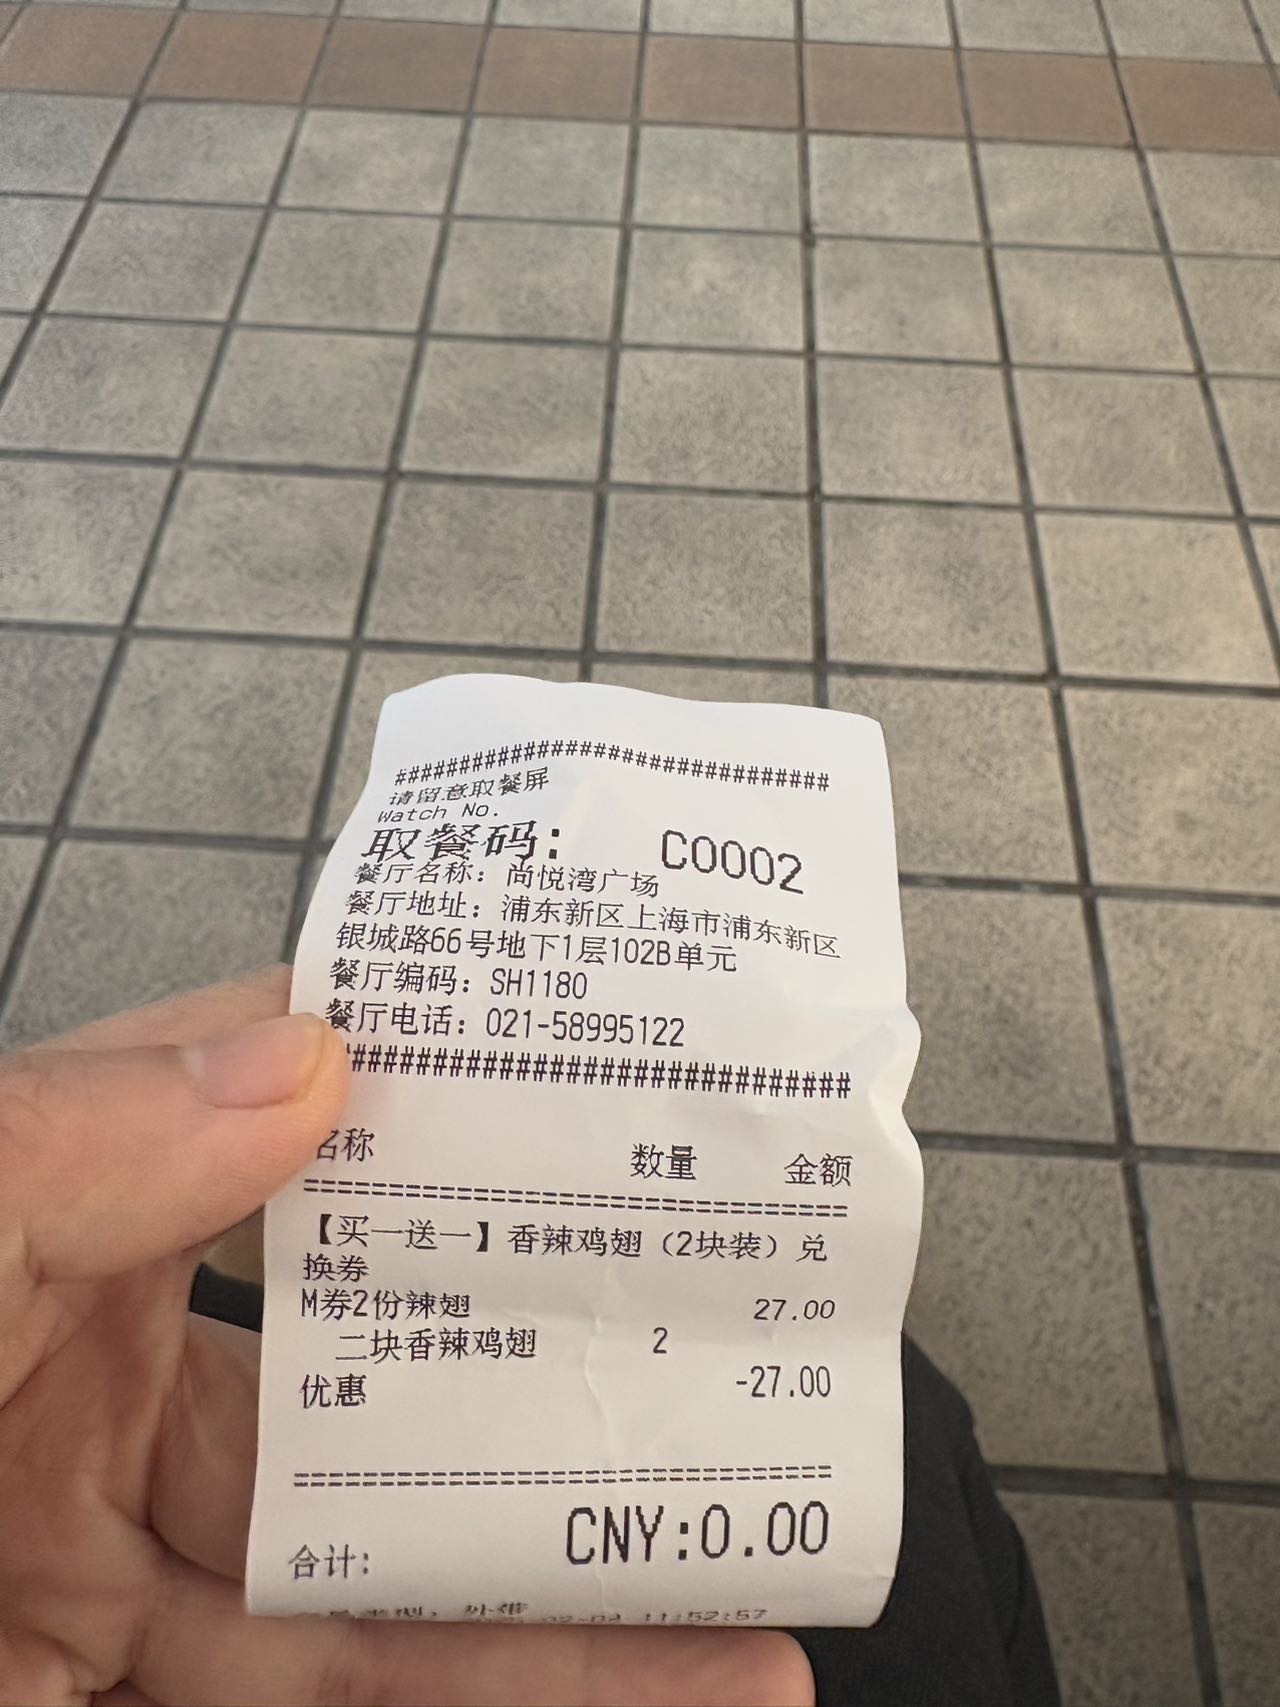 ################################
请留意取餐屏
Watch No.
取餐码： C0002
餐厅名称：尚悦湾广场
餐厅地址：浦东新区上海市浦东新区
银城路66号地下1层102B单元
餐厅编码：SH1180
餐厅电话：021-58995122
###############################
名称 数量 金额
================================
【买一送一】香辣鸡翅（2块装）兑
换券
M券2份辣翅 27.00
二块香辣鸡翅 2
优惠 -27.00
================================
合计： CNY:0.00
11:52:57